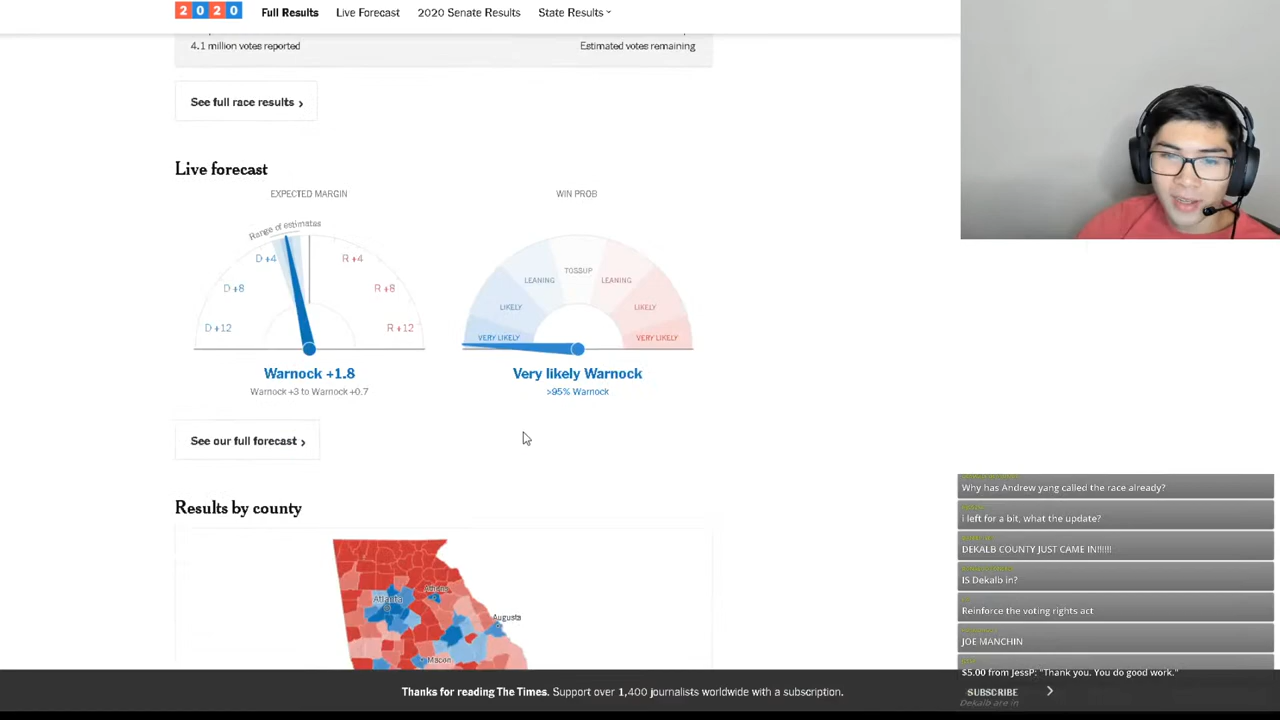 2020 Full Results Live Forecast 2020 Senate Results State Results
4.1 million votes reported Estimated votes remaining
See full race results ›
Live forecast
EXPECTED MARGIN
Range of estimates
D +4 R +4
D +8 R +8
D +12 R +12
Warnock +1.8
Warnock +3 to Warnock +0.7
WIN PROB
TOSSUP
LEANING LEANING
LIKELY LIKELY
VERY LIKELY VERY LIKELY
Very likely Warnock
>95% Warnock
See our full forecast ›
Results by county
Atlanta
Athens
Augusta
Macon
Why has Andrew yang called the race already?
I left for a bit, what the update?
DEKALB COUNTY JUST CAME IN!!!!!!
IS Dekalb in?
Reinforce the voting rights act
JOE MANCHIN
$5.00 from JessP: "Thank you. You do good work."
Dekalb are in
Thanks for reading The Times. Support over 1,400 journalists worldwide with a subscription.
SUBSCRIBE